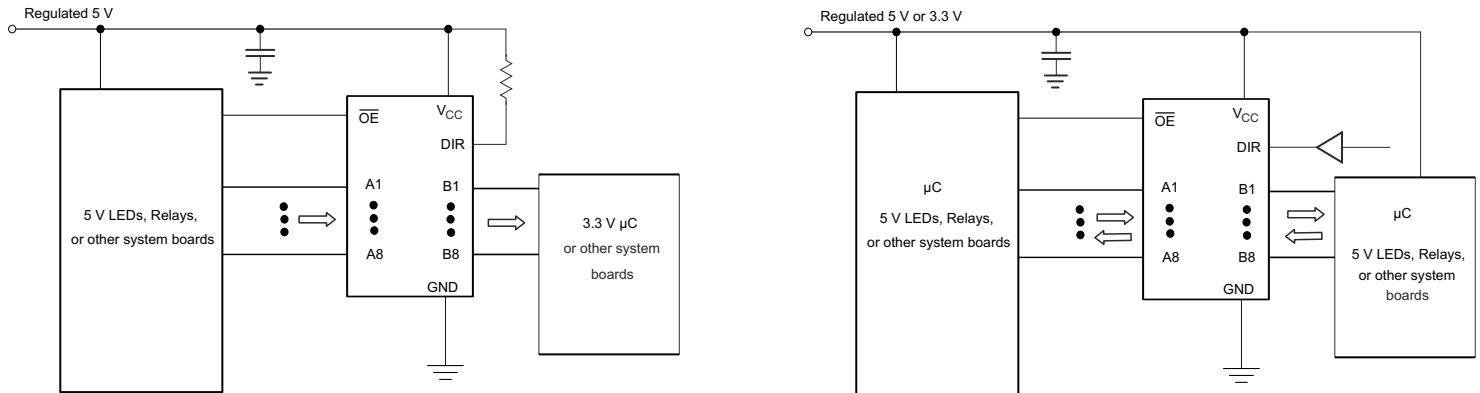 Regulated 5 V
OE
VCC
DIR
A1
B1
A8
B8
GND
5 V LEDs, Relays,
or other system boards
3.3 V µC
or other system
boards
Regulated 5 V or 3.3 V
OE
VCC
DIR
A1
B1
A8
B8
GND
µC
5 V LEDs, Relays,
or other system boards
µC
5 V LEDs, Relays,
or other system
boards